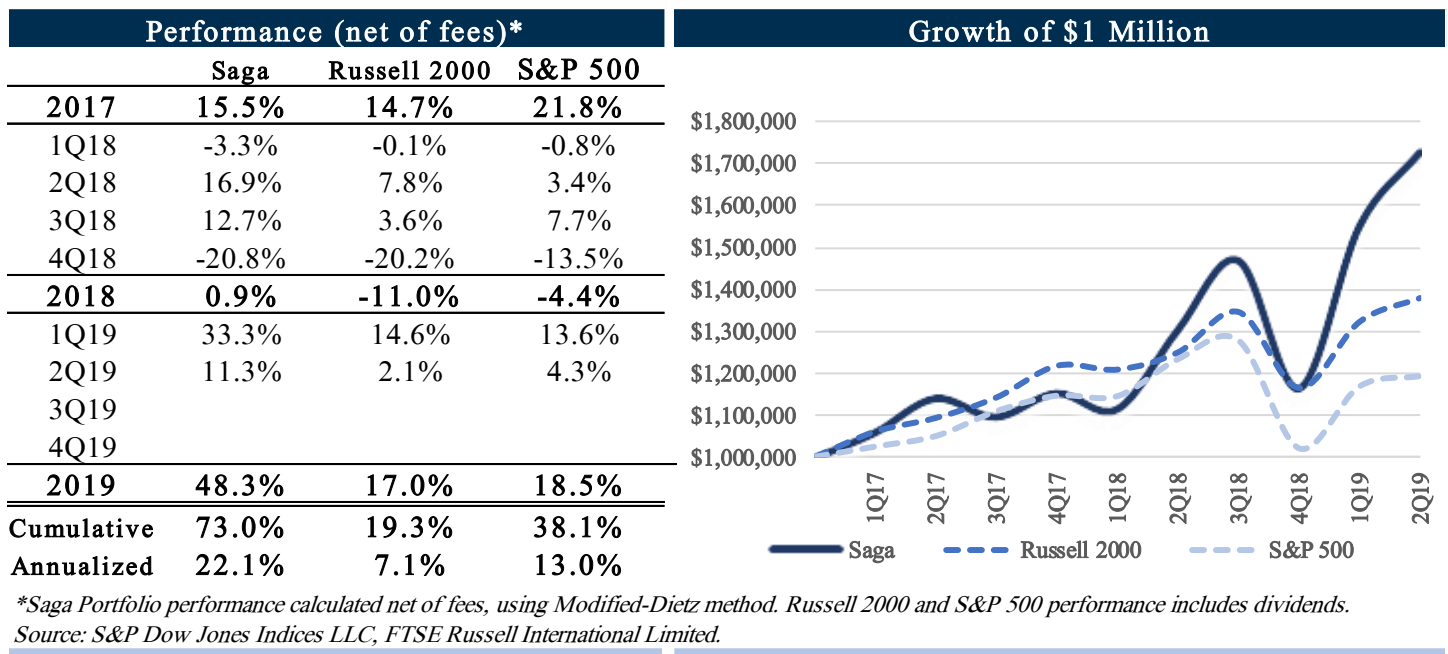 Performance (net of fees)*
Saga Russell 2000 S&P 500
2017 15.5% 14.7% 21.8%
1Q18 -3.3% -0.1% -0.8%
2Q18 16.9% 7.8% 3.4%
3Q18 12.7% 3.6% 7.7%
4Q18 -20.8% -20.2% -13.5%
2018 0.9% -11.0% -4.4%
1Q19 33.3% 14.6% 13.6%
2Q19 11.3% 2.1% 4.3%
3Q19
4Q19
2019 48.3% 17.0% 18.5%
Cumulative 73.0% 19.3% 38.1%
Annualized 22.1% 7.1% 13.0%
Growth of $1 Million
$1,800,000
$1,700,000
$1,600,000
$1,500,000
$1,400,000
$1,300,000
$1,200,000
$1,100,000
$1,000,000
1Q17 2Q17 3Q17 4Q17 1Q18 2Q18 3Q18 4Q18 1Q19 2Q19
Saga Russell 2000 S&P 500
*Saga Portfolio performance calculated net of fees, using Modified-Dietz method. Russell 2000 and S&P 500 performance includes dividends.
Source: S&P Dow Jones Indices LLC, FTSE Russell International Limited.